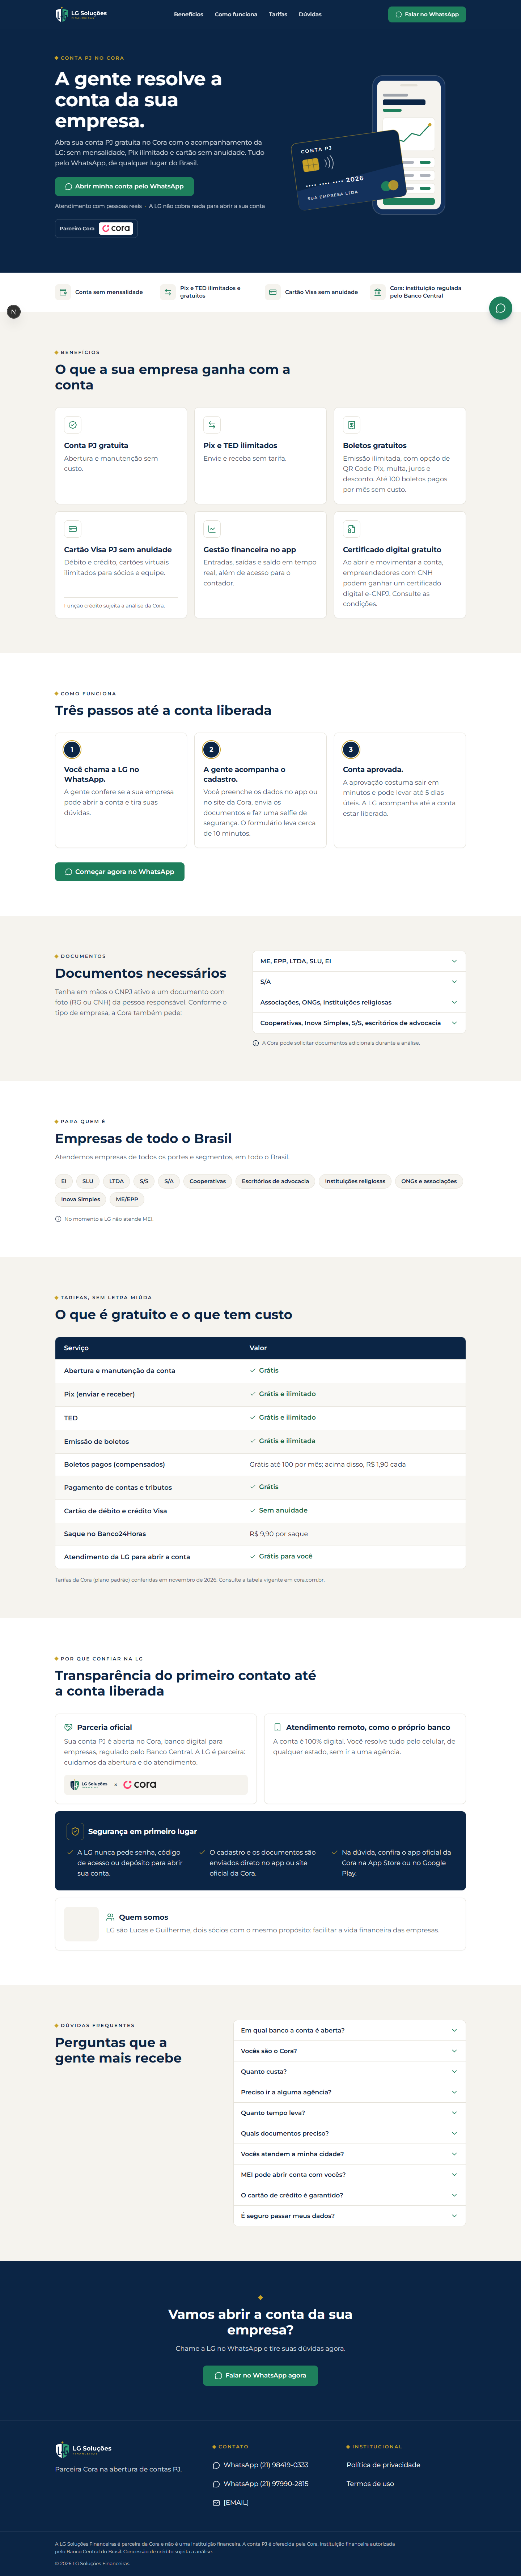 LG Soluções
FINANCEIRAS
Benefícios
Como funciona
Tarifas
Dúvidas
Falar no WhatsApp
CONTA PJ NO CORA
A gente resolve a
conta da sua
empresa.
Abra sua conta PJ gratuita no Cora com o acompanhamento da
LG: sem mensalidade, Pix ilimitado e cartão sem anuidade. Tudo
pelo WhatsApp, de qualquer lugar do Brasil.
Abrir minha conta pelo WhatsApp
Atendimento com pessoas reais · A LG não cobra nada para abrir a sua conta
Parceiro Cora
cora
CONTA PJ
•••• •••• •••• 2026
SUA EMPRESA LTDA
Conta sem mensalidade
Pix e TED ilimitados e
gratuitos
Cartão Visa sem anuidade
Cora: instituição regulada
pelo Banco Central
N
BENEFÍCIOS
O que a sua empresa ganha com a
conta
Conta PJ gratuita
Abertura e manutenção sem
custo.
Pix e TED ilimitados
Envie e receba sem tarifa.
Boletos gratuitos
Emissão ilimitada, com opção de
QR Code Pix, multa, juros e
desconto. Até 100 boletos pagos
por mês sem custo.
Cartão Visa PJ sem anuidade
Débito e crédito, cartões virtuais
ilimitados para sócios e equipe.
Função crédito sujeita a análise da Cora.
Gestão financeira no app
Entradas, saídas e saldo em tempo
real, além de acesso para o
contador.
Certificado digital gratuito
Ao abrir e movimentar a conta,
empreendedores com CNH
podem ganhar um certificado
digital e-CNPJ. Consulte as
condições.
COMO FUNCIONA
Três passos até a conta liberada
1
Você chama a LG no
WhatsApp.
A gente confere se a sua empresa
pode abrir a conta e tira suas
dúvidas.
2
A gente acompanha o
cadastro.
Você preenche os dados no app ou
no site da Cora, envia os
documentos e faz uma selfie de
segurança. O formulário leva cerca
de 10 minutos.
3
Conta aprovada.
A aprovação costuma sair em
minutos e pode levar até 5 dias
úteis. A LG acompanha até a conta
estar liberada.
Começar agora no WhatsApp
DOCUMENTOS
Documentos necessários
Tenha em mãos o CNPJ ativo e um documento com
foto (RG ou CNH) da pessoa responsável. Conforme o
tipo de empresa, a Cora também pede:
ME, EPP, LTDA, SLU, EI
S/A
Associações, ONGs, instituições religiosas
Cooperativas, Inova Simples, S/S, escritórios de advocacia
A Cora pode solicitar documentos adicionais durante a análise.
PARA QUEM É
Empresas de todo o Brasil
Atendemos empresas de todos os portes e segmentos, em todo o Brasil.
EI
SLU
LTDA
S/S
S/A
Cooperativas
Escritórios de advocacia
Instituições religiosas
ONGs e associações
Inova Simples
ME/EPP
No momento a LG não atende MEI.
TARIFAS, SEM LETRA MIÚDA
O que é gratuito e o que tem custo
Serviço Valor
Abertura e manutenção da conta Grátis
Pix (enviar e receber) Grátis e ilimitado
TED Grátis e ilimitado
Emissão de boletos Grátis e ilimitada
Boletos pagos (compensados) Grátis até 100 por mês; acima disso, R$ 1,90 cada
Pagamento de contas e tributos Grátis
Cartão de débito e crédito Visa Sem anuidade
Saque no Banco24Horas R$ 9,90 por saque
Atendimento da LG para abrir a conta Grátis para você
Tarifas da Cora (plano padrão) conferidas em novembro de 2026. Consulte a tabela vigente em cora.com.br.
POR QUE CONFIAR NA LG
Transparência do primeiro contato até
a conta liberada
Parceria oficial
Sua conta PJ é aberta no Cora, banco digital para
empresas, regulado pelo Banco Central. A LG é parceira:
cuidamos da abertura e do atendimento.
LG Soluções
×
cora
Atendimento remoto, como o próprio banco
A conta é 100% digital. Você resolve tudo pelo celular, de
qualquer estado, sem ir a uma agência.
Segurança em primeiro lugar
A LG nunca pede senha, código
de acesso ou depósito para abrir
sua conta.
O cadastro e os documentos são
enviados direto no app ou site
oficial da Cora.
Na dúvida, confira o app oficial da
Cora na App Store ou no Google
Play.
Quem somos
LG são Lucas e Guilherme, dois sócios com o mesmo propósito: facilitar a vida financeira das empresas.
DÚVIDAS FREQUENTES
Perguntas que a
gente mais recebe
Em qual banco a conta é aberta?
Vocês são o Cora?
Quanto custa?
Preciso ir a alguma agência?
Quanto tempo leva?
Quais documentos preciso?
Vocês atendem a minha cidade?
MEI pode abrir conta com vocês?
O cartão de crédito é garantido?
É seguro passar meus dados?
Vamos abrir a conta da sua
empresa?
Chame a LG no WhatsApp e tire suas dúvidas agora.
Falar no WhatsApp agora
LG Soluções
FINANCEIRAS
Parceira Cora na abertura de contas PJ.
CONTATO
WhatsApp (21) 98419-0333
WhatsApp (21) 97990-2815
[EMAIL]
INSTITUCIONAL
Política de privacidade
Termos de uso
A LG Soluções Financeiras é parceira da Cora e não é uma instituição financeira. A conta PJ é oferecida pela Cora, instituição financeira autorizada
pelo Banco Central do Brasil. Concessão de crédito sujeita a análise.
© 2026 LG Soluções Financeiras.